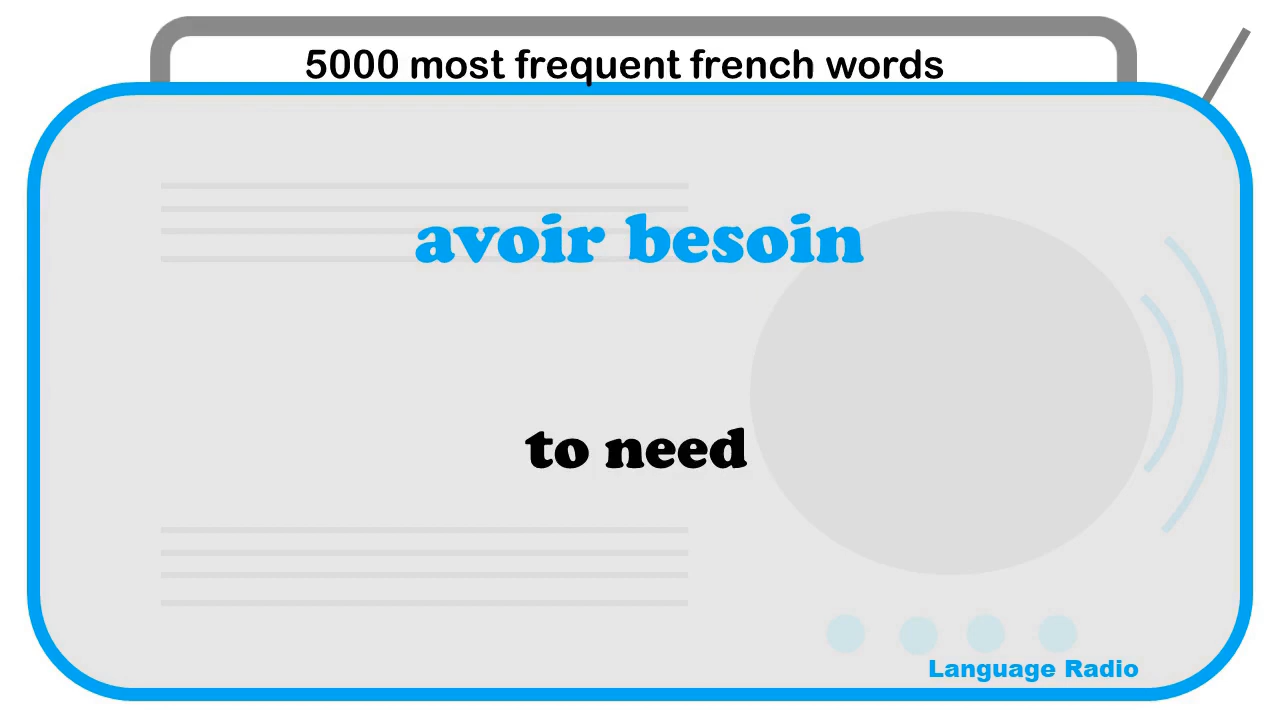 5000 most frequent french words
avoir besoin
to need
Language Radio